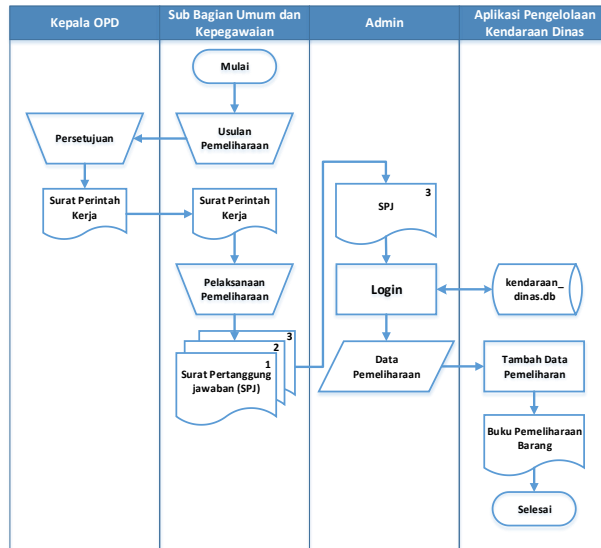 Kepala OPD
Sub Bagian Umum dan
Kepegawaian
Admin
Aplikasi Pengelolaan
Kendaraan Dinas
Mulai
Usulan
Pemeliharaan
Persetujuan
Surat Perintah
Kerja
Surat Perintah
Kerja
3
SPJ
Pelaksanaan
Pemeliharaan
Login
kendaraan_
dinas.db
3
2
1
Surat Pertanggung
jawaban (SPJ)
Data
Pemeliharaan
Tambah Data
Pemeliharan
Buku Pemeliharaan
Barang
Selesai